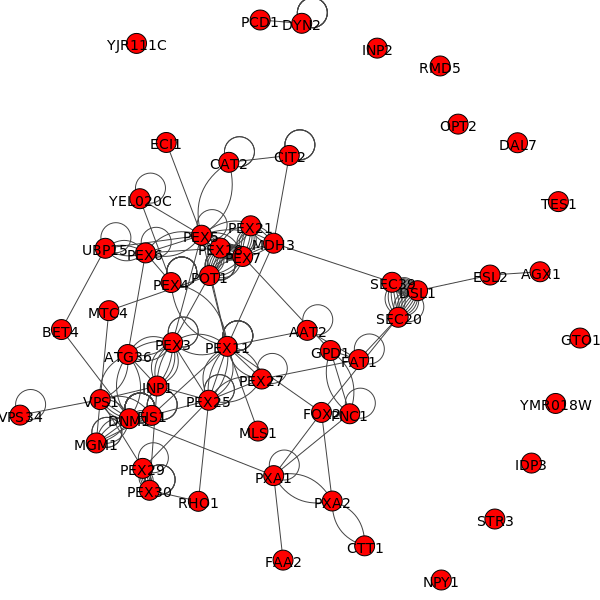 PCD1
DYN2
YJR111C
INP2
RMD5
OPT2
ECI1
CAT2
CIT2
DAL7
YEL020C
TES1
PEX21
PEX5
UBP15
PEX6
MDH3
PEX7
POT1
PEX4
SEC39
DSL1
ESL2
AGX1
MTC4
SEC20
BET4
AAT2
GTO1
PEX3
PEX11
ATG36
GPD1
FAT1
INP1
PEX27
VPS1
PEX25
YMR018W
VPS34
DNM1
FIS1
FOX2
PNC1
MLS1
MGM1
IDP3
PEX29
PXA1
PEX30
RHO1
PXA2
STR3
CTT1
FAA2
NPY1